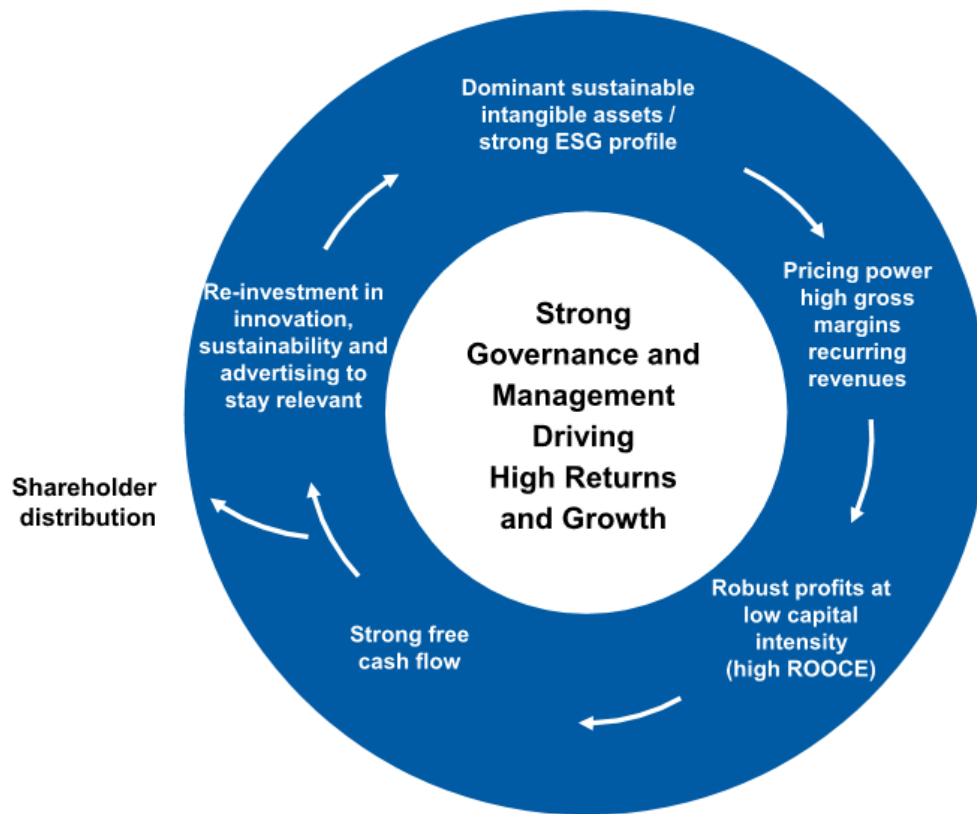 Dominant sustainable
intangible assets /
strong ESG profile
Pricing power
high gross
margins
recurring
revenues
Robust profits at
low capital
intensity
(high ROOCE)
Strong free
cash flow
Shareholder
distribution
Re-investment in
innovation,
sustainability and
advertising to
stay relevant
Strong
Governance and
Management
Driving
High Returns
and Growth